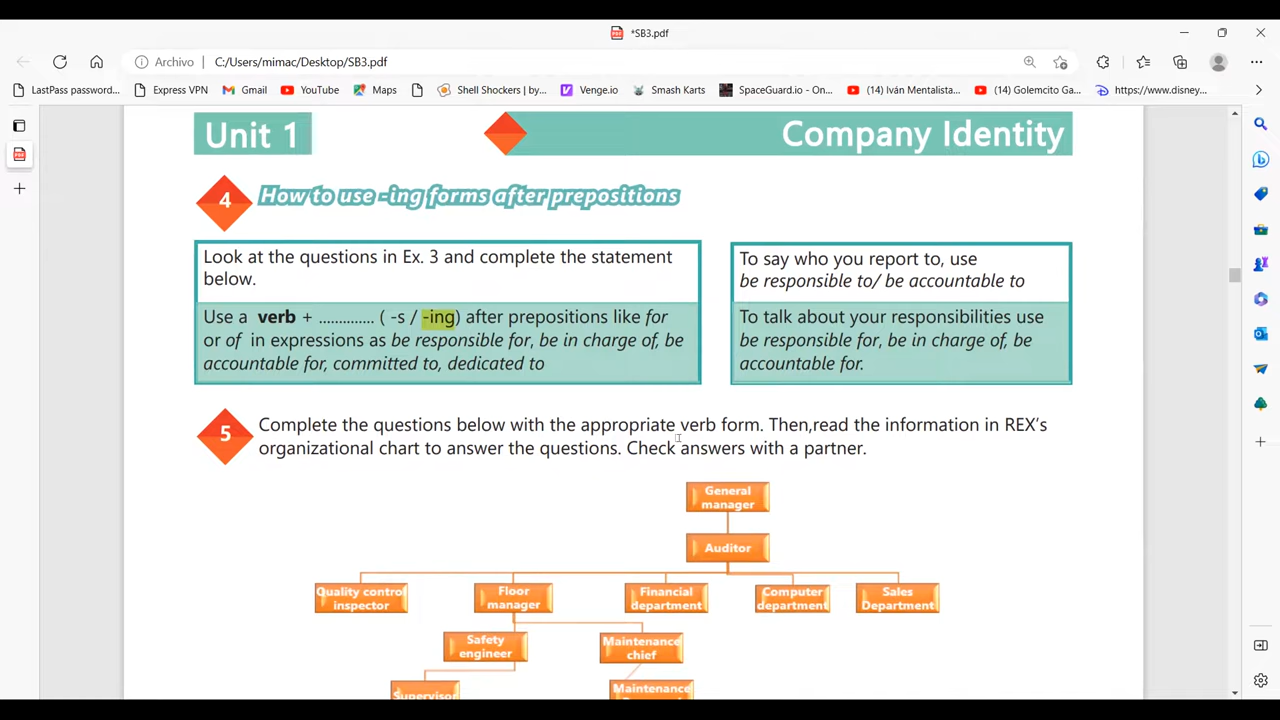 *SB3.pdf
Archivo
C:/Users/mimac/Desktop/SB3.pdf
LastPass password...
Express VPN
Gmail
YouTube
Maps
Shell Shockers | by...
Venge.io
Smash Karts
SpaceGuard.io - On...
(14) Iván Mentalista...
(14) Golemcito Ga...
https://www.disney...
Unit 1
Company Identity
4
How to use -ing forms after prepositions
Look at the questions in Ex. 3 and complete the statement
below.
Use a verb + ............. ( -s / -ing) after prepositions like for
or of in expressions as be responsible for, be in charge of, be
accountable for, committed to, dedicated to
To say who you report to, use
be responsible to/ be accountable to
To talk about your responsibilities use
be responsible for, be in charge of, be
accountable for.
5
Complete the questions below with the appropriate verb form. Then,read the information in REX's
organizational chart to answer the questions. Check answers with a partner.
General
manager
Auditor
Quality control
inspector
Floor
manager
Financial
department
Computer
department
Sales
Department
Safety
engineer
Maintenance
chief
Supervisor
Maintenance